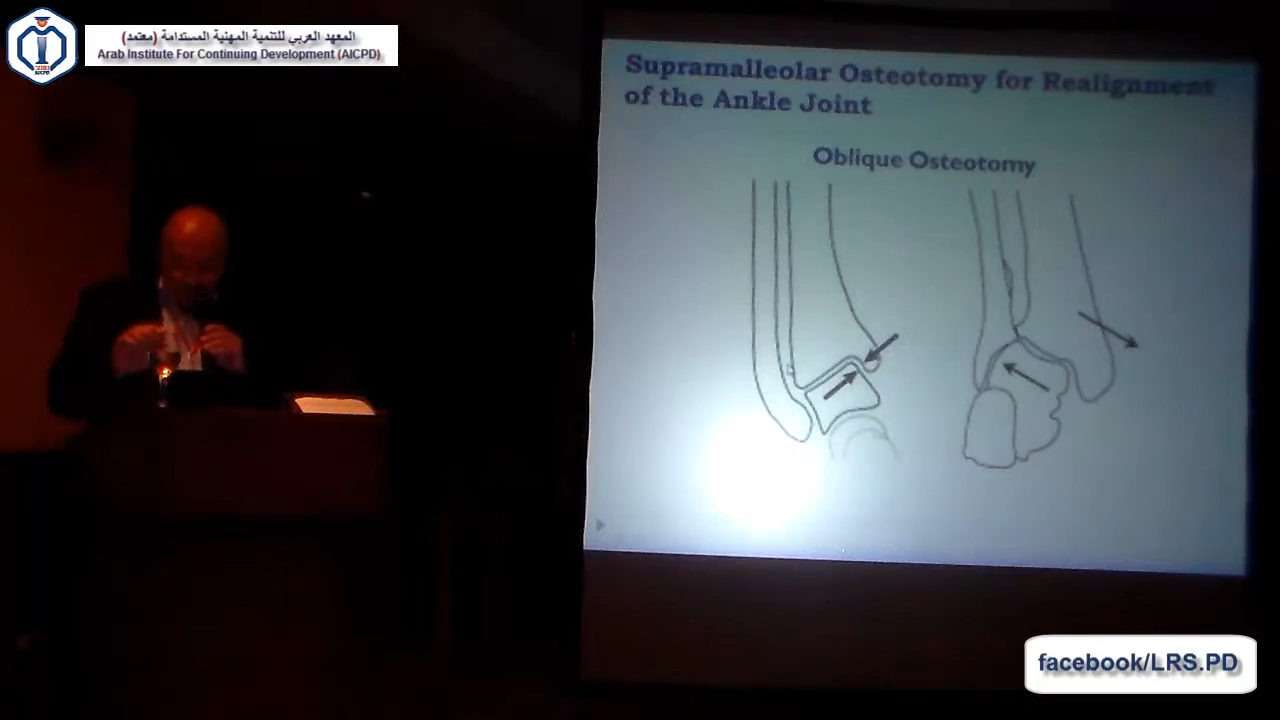 المعهد العربي للتنمية المهنية المستدامة (معتمد)
Arab Institute For Continuing Development (AICPD)
AICPD
Supramalleolar Osteotomy for Realignment
of the Ankle Joint
Oblique Osteotomy
facebook/LRS.PD